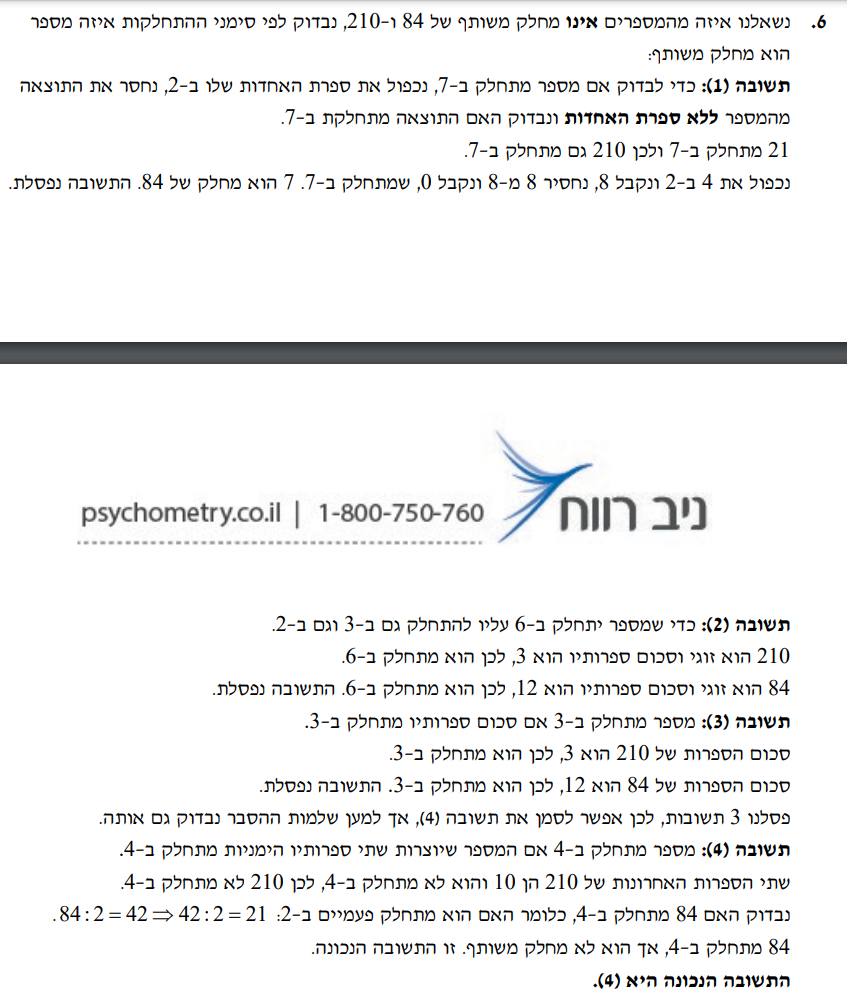 6. נשאלנו איזה מהמספרים אינו מחלק משותף של 84 ו-210, נבדוק לפי סימני ההתחלקות איזה מספר
הוא מחלק משותף:
תשובה (1): כדי לבדוק אם מספר מתחלק ב-7, נכפול את ספרת האחדות שלו ב-2, נחסר את התוצאה
מהמספר ללא ספרת האחדות ונבדוק האם התוצאה מתחלקת ב-7.
21 מתחלק ב-7 ולכן 210 גם מתחלק ב-7.
נכפול את 4 ב-2 ונקבל 8, נחסיר 8 מ-8 ונקבל 0, שמתחלק ב-7. 7 הוא מחלק של 84. התשובה נפסלת.
ניב רווח
psychometry.co.il | 1-800-750-760
תשובה (2): כדי שמספר יתחלק ב-6 עליו להתחלק גם ב-3 וגם ב-2.
210 הוא זוגי וסכום ספרותיו הוא 3, לכן הוא מתחלק ב-6.
84 הוא זוגי וסכום ספרותיו הוא 12, לכן הוא מתחלק ב-6. התשובה נפסלת.
תשובה (3): מספר מתחלק ב-3 אם סכום ספרותיו מתחלק ב-3.
סכום הספרות של 210 הוא 3, לכן הוא מתחלק ב-3.
סכום הספרות של 84 הוא 12, לכן הוא מתחלק ב-3. התשובה נפסלת.
פסלנו 3 תשובות, לכן אפשר לסמן את תשובה (4), אך למען שלמות ההסבר נבדוק גם אותה.
תשובה (4): מספר מתחלק ב-4 אם המספר שיוצרות שתי ספרותיו הימניות מתחלק ב-4.
שתי הספרות האחרונות של 210 הן 10 והוא לא מתחלק ב-4, לכן 210 לא מתחלק ב-4.
נבדוק האם 84 מתחלק ב-4, כלומר האם הוא מתחלק פעמיים ב-2: 84:2=42⇒42:2=21.
84 מתחלק ב-4, אך הוא לא מחלק משותף. זו התשובה הנכונה.
התשובה הנכונה היא (4).